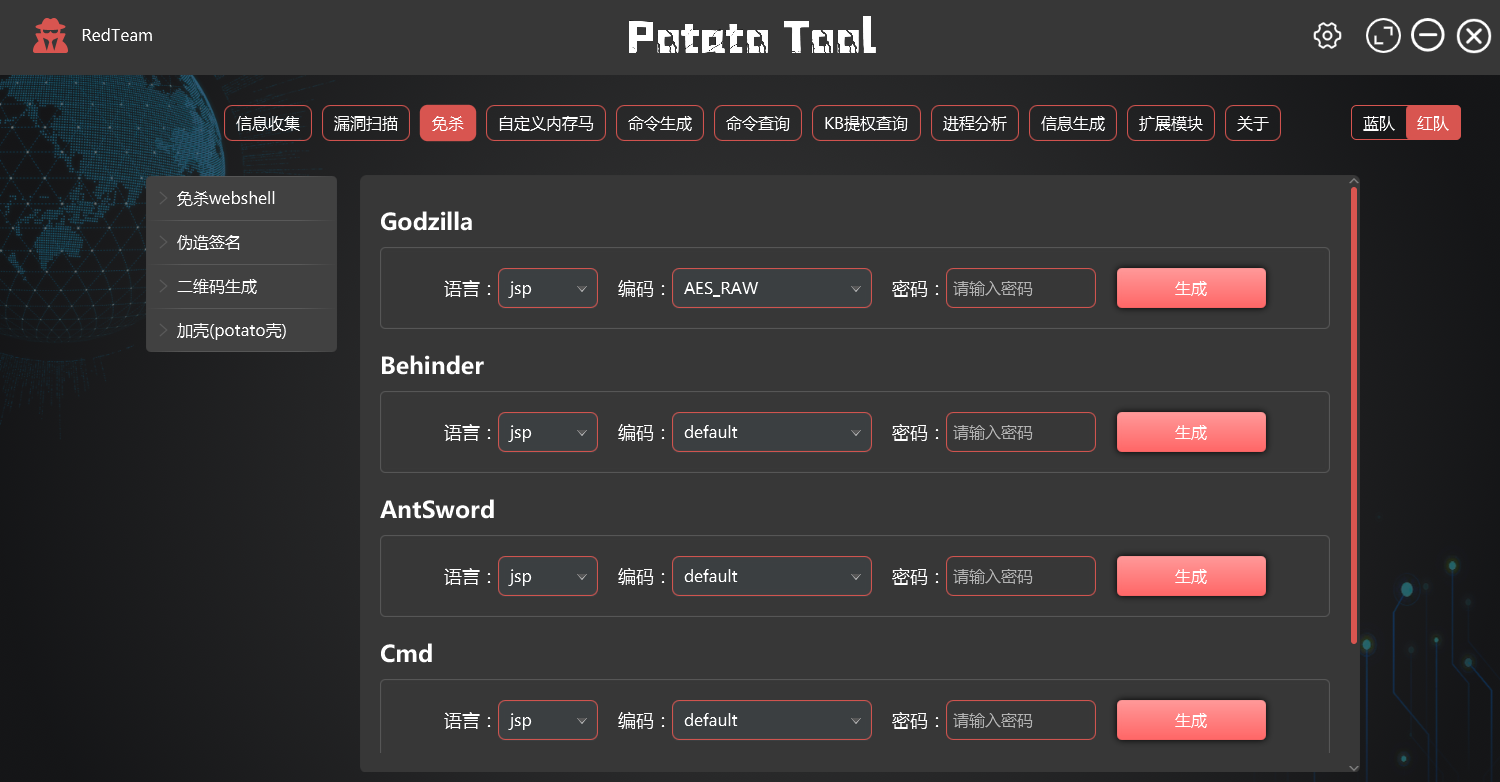 RedTeam
Potato Tool
信息收集 漏洞扫描 免杀 自定义内存马 命令生成 命令查询 KB提权查询 进程分析 信息生成 扩展模块 关于 蓝队 红队
免杀webshell
伪造签名
二维码生成
加壳(potato壳)
Godzilla
语言: jsp 编码: AES_RAW 密码: 请输入密码 生成
Behinder
语言: jsp 编码: default 密码: 请输入密码 生成
AntSword
语言: jsp 编码: default 密码: 请输入密码 生成
Cmd
语言: jsp 编码: default 密码: 请输入密码 生成